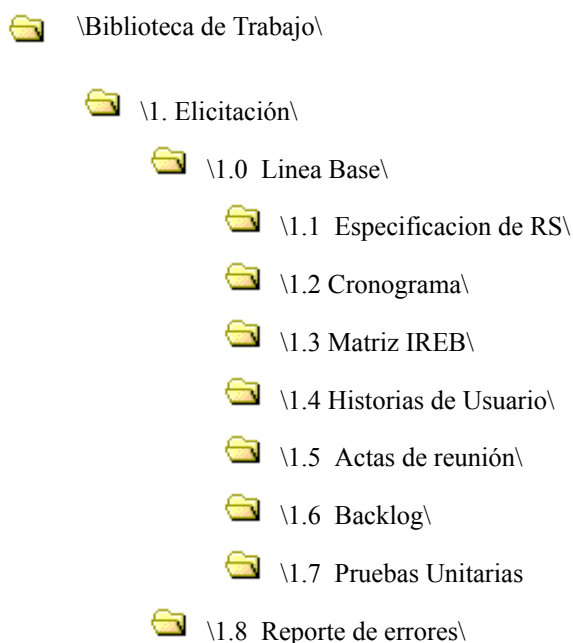 \Biblioteca de Trabajo\
\1. Elicitación\
\1.0 Linea Base\
\1.1 Especificacion de RS\
\1.2 Cronograma\
\1.3 Matriz IREB\
\1.4 Historias de Usuario\
\1.5 Actas de reunión\
\1.6 Backlog\
\1.7 Pruebas Unitarias
\1.8 Reporte de errores\